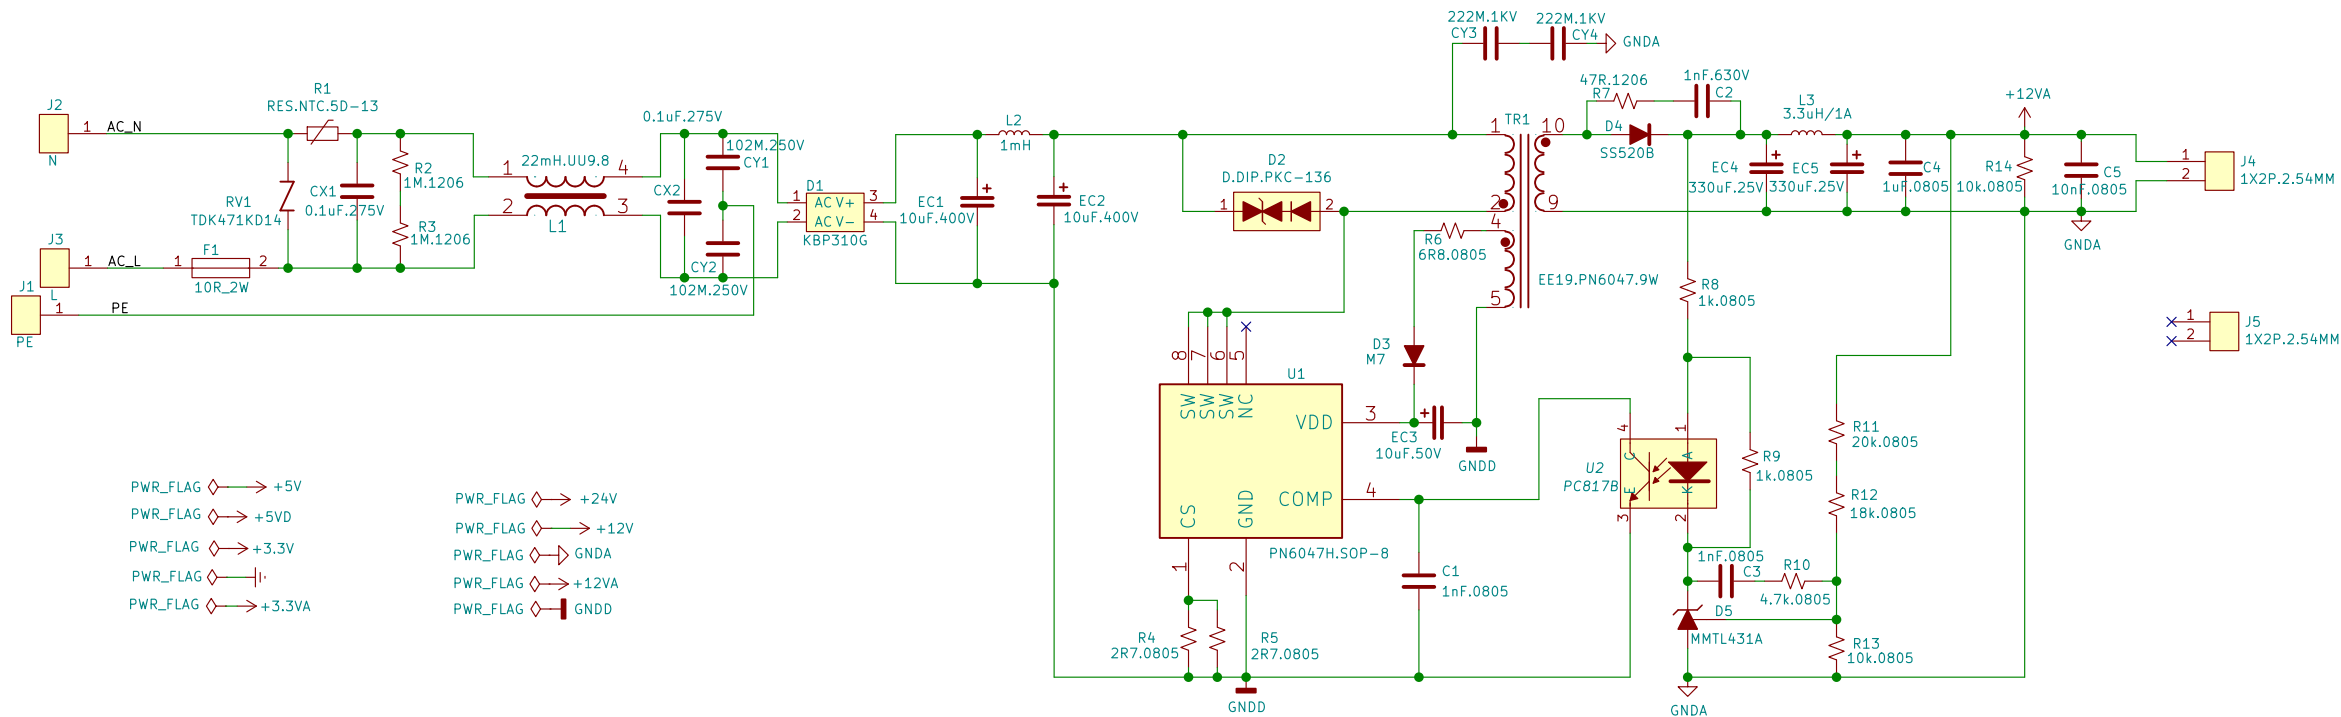 222M.1KV
222M.1KV
CY3
CY4
GNDA
47R.1206
R7
1nF.630V
C2
R1
RES.NTC.5D-13
J2
1
AC_N
N
0.1uF.275V
L2
1mH
TR1
1
10
D4
SS520B
L3
3.3uH/1A
+12VA
102M.250V
CY1
22mH.UU9.8
1
4
2
3
L1
R2
1M.1206
CX1
0.1uF.275V
RV1
TDK471KD14
R3
1M.1206
CX2
D1
1
AC
V+
3
2
AC
V-
4
KBP310G
EC1
10uF.400V
EC2
10uF.400V
D2
D.DIP.PKC-136
1
2
2
9
EC4
330uF.25V
EC5
330uF.25V
C4
1uF.0805
R14
10k.0805
C5
10nF.0805
1
2
J4
1X2P.2.54MM
GNDA
J3
1
AC_L
L
F1
1
2
10R_2W
CY2
102M.250V
J1
1
PE
PE
R6
6R8.0805
4
5
EE19.PN6047.9W
R8
1k.0805
1
2
J5
1X2P.2.54MM
D3
M7
U1
8
7
6
5
SW
SW
SW
NC
VDD
3
EC3
10uF.50V
GNDD
COMP
4
CS
GND
1
2
PN6047H.SOP-8
U2
PC817B
4
1
C
A
E
K
3
2
R9
1k.0805
R11
20k.0805
R12
18k.0805
PWR_FLAG
+5V
PWR_FLAG
+5VD
PWR_FLAG
+3.3V
PWR_FLAG
PWR_FLAG
+3.3VA
PWR_FLAG
+24V
PWR_FLAG
+12V
PWR_FLAG
GNDA
PWR_FLAG
+12VA
PWR_FLAG
GNDD
C1
1nF.0805
1nF.0805
C3
R10
4.7k.0805
D5
MMTL431A
R13
10k.0805
R4
2R7.0805
R5
2R7.0805
GNDD
GNDA